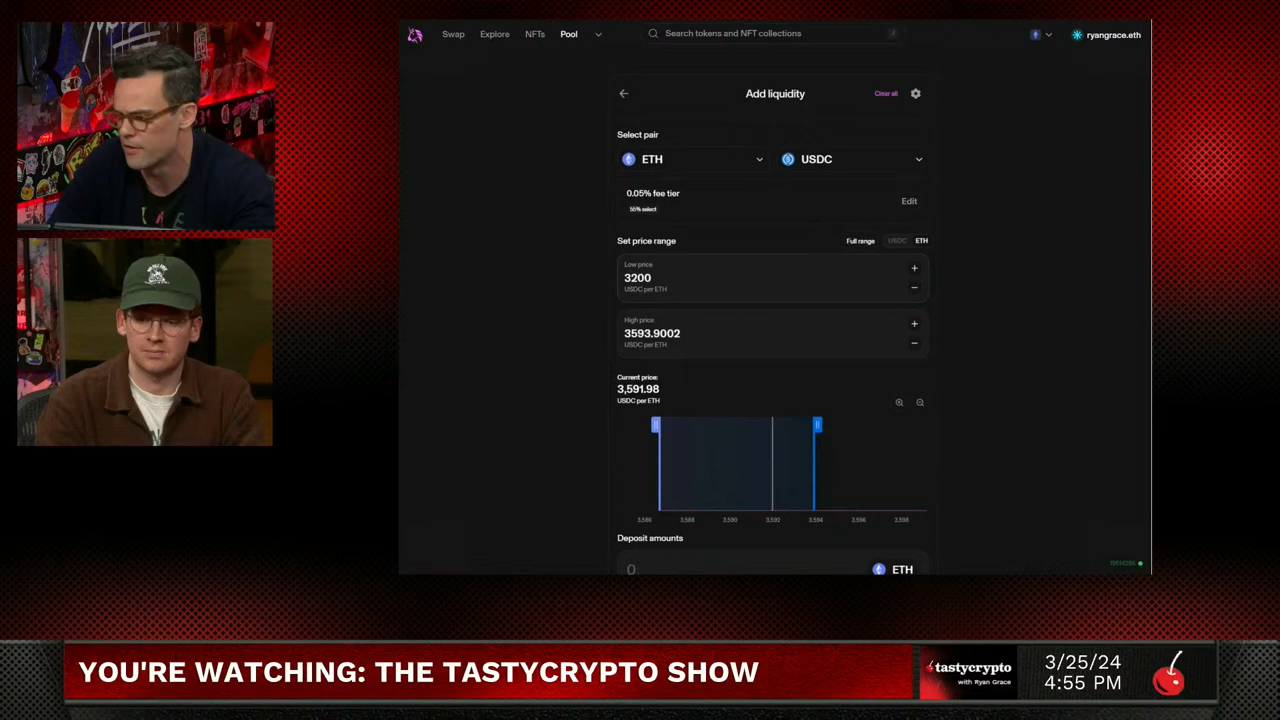 Swap Explore NFTs Pool
Search tokens and NFT collections /
ryangrace.eth
Add liquidity
Clear all
Select pair
ETH
USDC
0.05% fee tier
55% select
Edit
Set price range
Full range
USDC ETH
Low price
3200
USDC per ETH
High price
3593.9002
USDC per ETH
Current price:
3,591.98
USDC per ETH
3,586 3,588 3,590 3,592 3,594 3,596 3,598
Deposit amounts
0
ETH
YOU'RE WATCHING: THE TASTYCRYPTO SHOW
tastycrypto
with Ryan Grace
3/25/24
4:55 PM